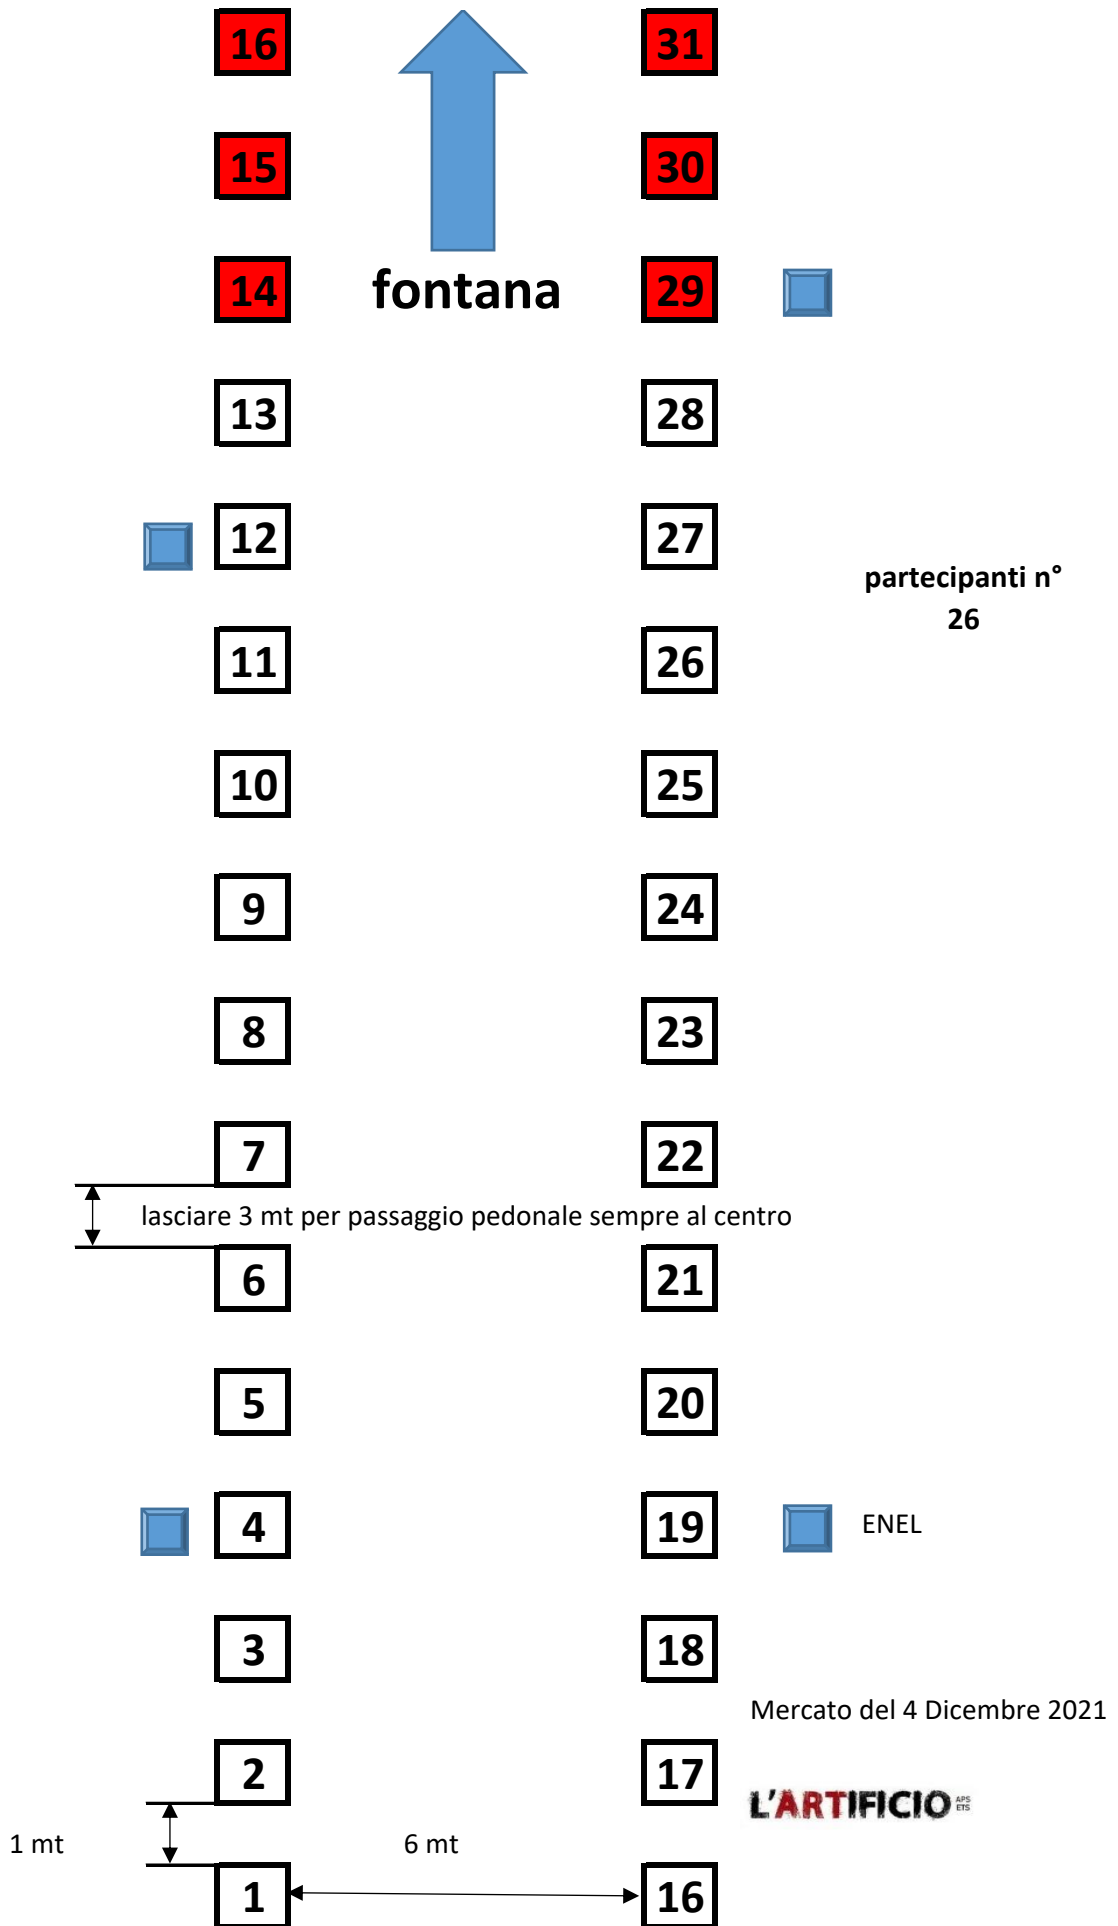 16 31
15 30
14 fontana 29
13 28
12 27
partecipanti n°
26
11 26
10 25
9 24
8 23
7 22
lasciare 3 mt per passaggio pedonale sempre al centro
6 21
5 20
4 19 ENEL
3 18
Mercato del 4 Dicembre 2021
2 17
L'ARTIFICIO APS
ETS
1 mt 6 mt
1 16